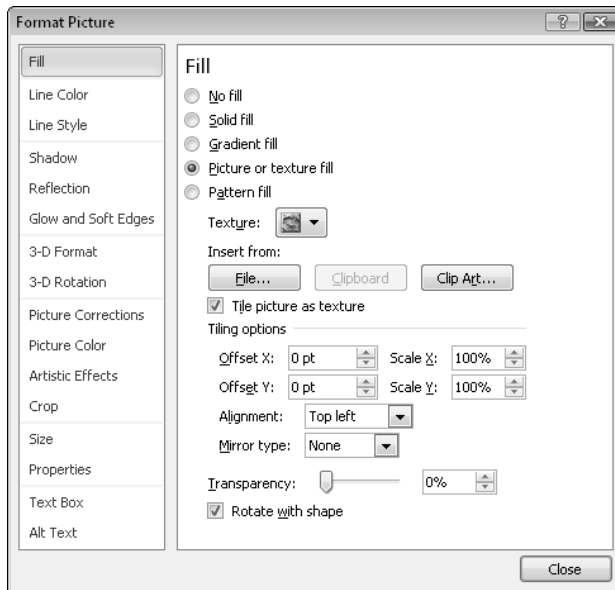 Format Picture
Fill
Line Color
Line Style
Shadow
Reflection
Glow and Soft Edges
3-D Format
3-D Rotation
Picture Corrections
Picture Color
Artistic Effects
Crop
Size
Properties
Text Box
Alt Text
Fill
No fill
Solid fill
Gradient fill
Picture or texture fill
Pattern fill
Texture:
Insert from:
File... Clipboard Clip Art...
Tile picture as texture
Tiling options
Offset X: 0 pt Scale X: 100%
Offset Y: 0 pt Scale Y: 100%
Alignment: Top left
Mirror type: None
Transparency: 0%
Rotate with shape
Close